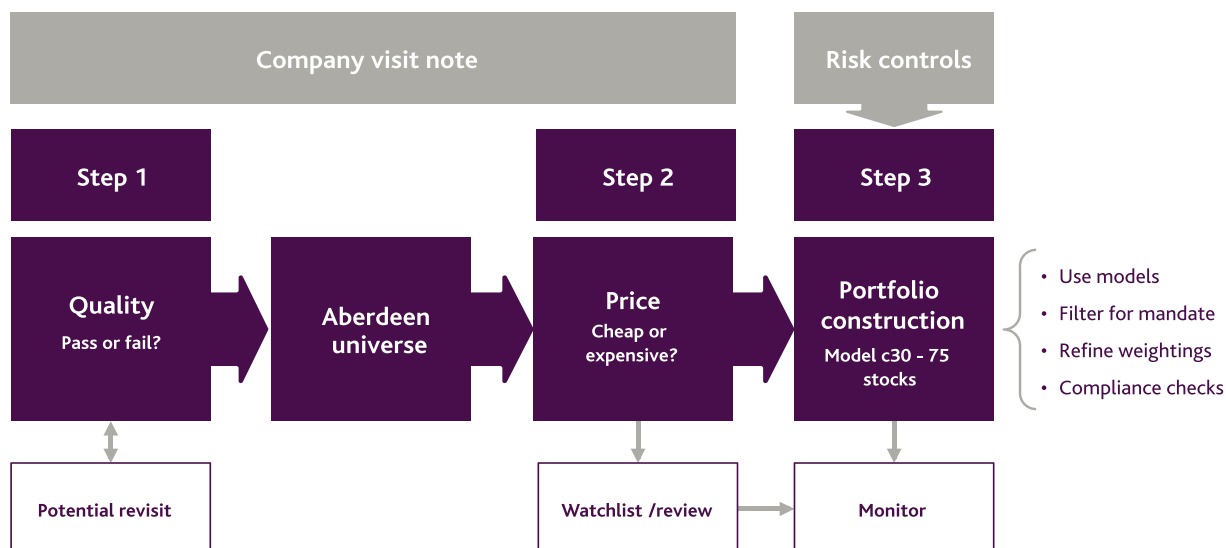 Company visit note
Risk controls
Step 1
Step 2
Step 3
Quality
Pass or fail?
Aberdeen
universe
Price
Cheap or
expensive?
Portfolio
construction
Model c30 - 75
stocks
• Use models
• Filter for mandate
• Refine weightings
• Compliance checks
Potential revisit
Watchlist /review
Monitor